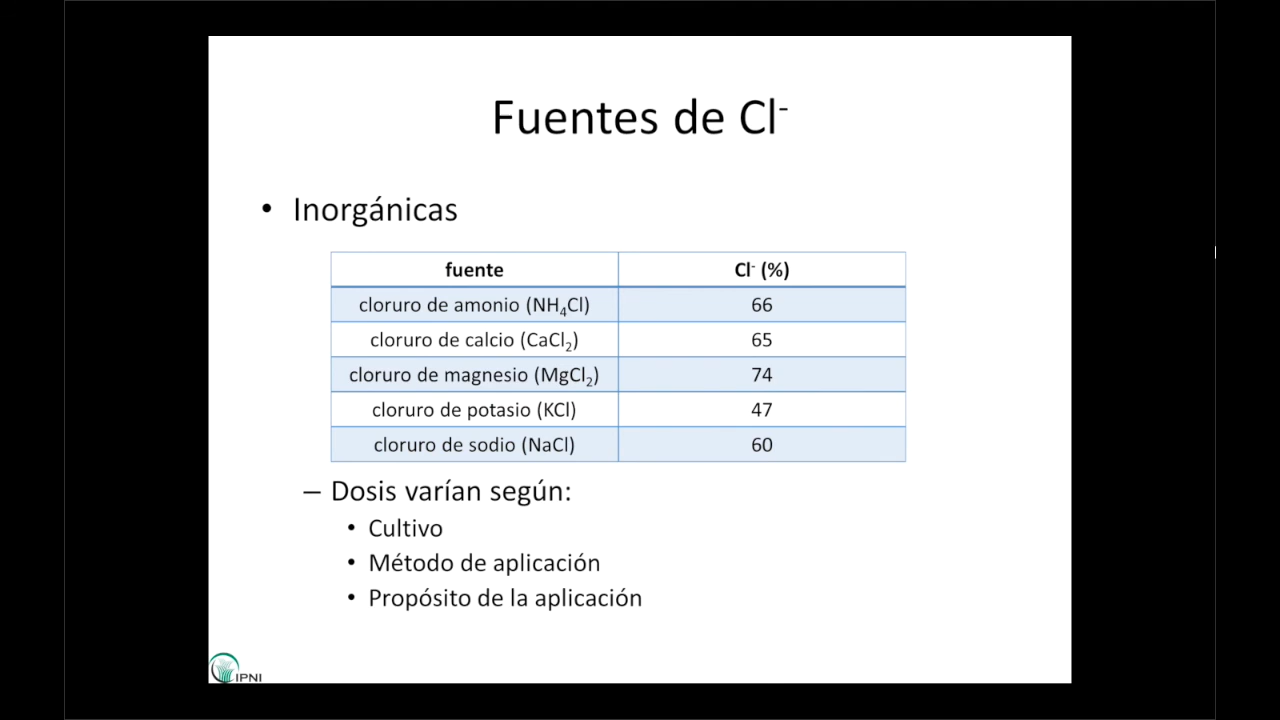 Fuentes de Cl⁻
• Inorgánicas
fuente Cl⁻ (%)
cloruro de amonio (NH₄Cl) 66
cloruro de calcio (CaCl₂) 65
cloruro de magnesio (MgCl₂) 74
cloruro de potasio (KCl) 47
cloruro de sodio (NaCl) 60
– Dosis varían según:
• Cultivo
• Método de aplicación
• Propósito de la aplicación
IPNI